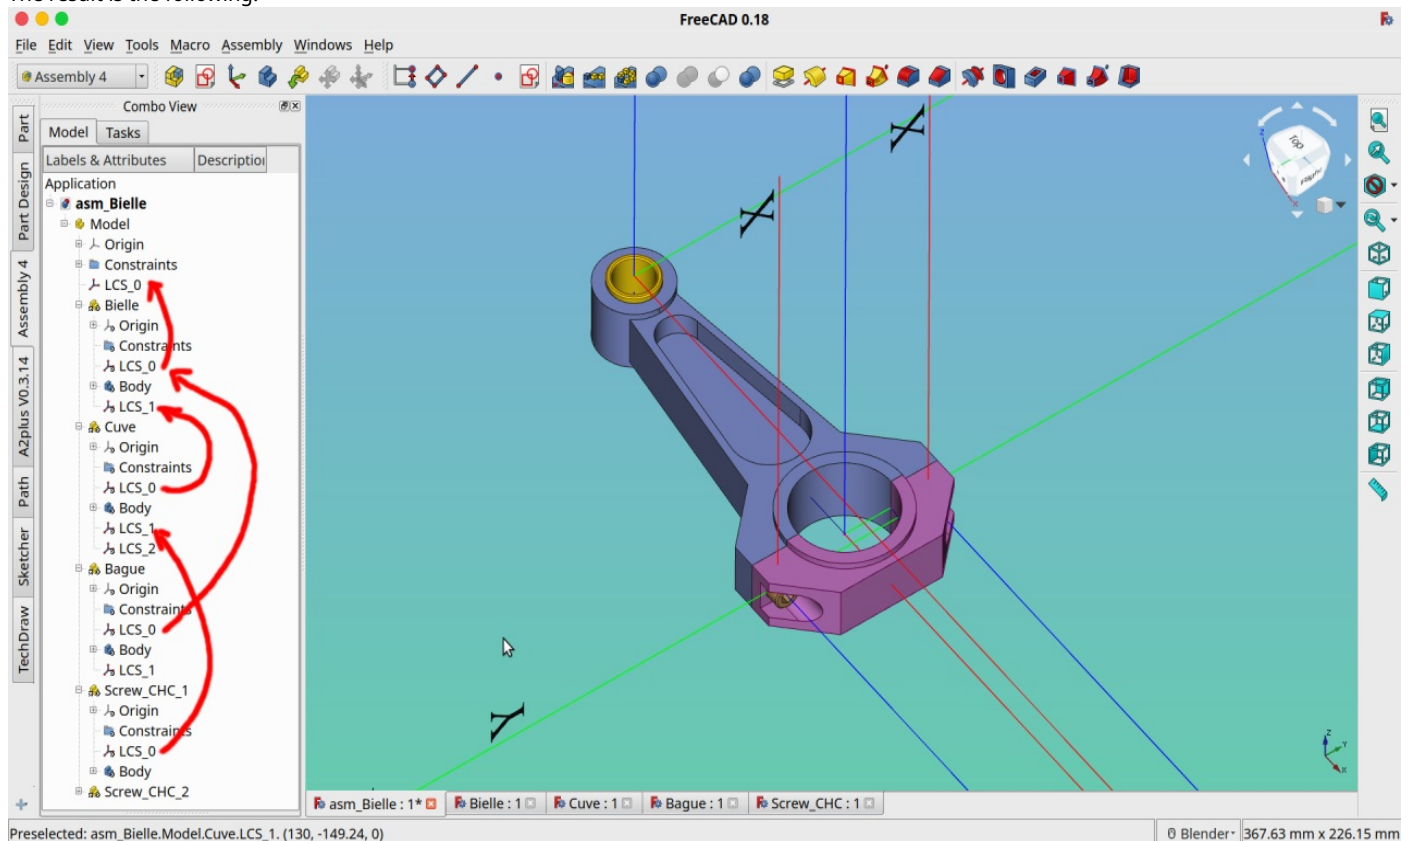 The result is the following:
FreeCAD 0.18
File Edit View Tools Macro Assembly Windows Help
Assembly 4
Combo View
Model Tasks
Labels & Attributes Description
Application
asm_Bielle
Model
Origin
Constraints
LCS_0
Bielle
Origin
Constraints
LCS_0
Body
LCS_1
Cuve
Origin
Constraints
LCS_0
Body
LCS_1
LCS_2
Bague
Origin
Constraints
LCS_0
Body
LCS_1
Screw_CHC_1
Origin
Constraints
LCS_0
Body
Screw_CHC_2
Part
Part Design
Assembly 4
A2plus V0.3.14
Path
Sketcher
TechDraw
X
X
Y
Top
Right
Z
X
Z
Y
X
asm_Bielle : 1*
Bielle : 1
Cuve : 1
Bague : 1
Screw_CHC : 1
Preselected: asm_Bielle.Model.Cuve.LCS_1. (130, -149.24, 0)
Blender
367.63 mm x 226.15 mm